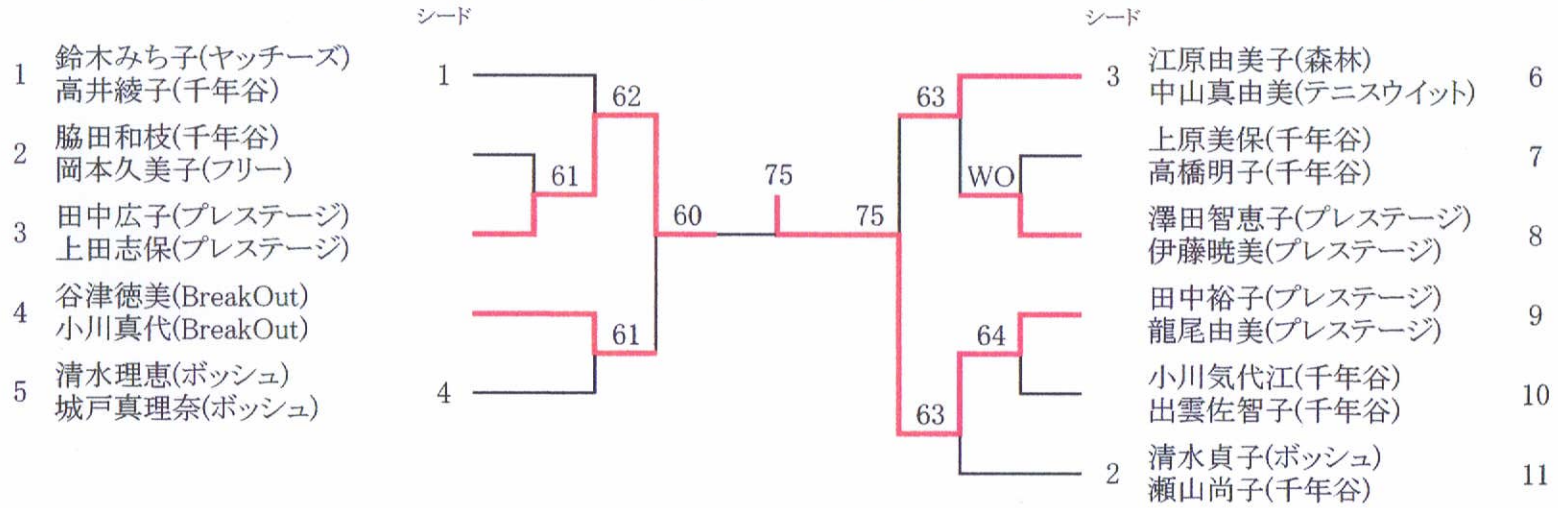 シード
1 鈴木みち子(ヤッチーズ) 1
高井綾子(千年谷)
62
2 脇田和枝(千年谷)
岡本久美子(フリー)
61
3 田中広子(プレステージ)
上田志保(プレステージ)
60
4 谷津徳美(BreakOut)
小川真代(BreakOut)
61
5 清水理恵(ボッシュ) 4
城戸真理奈(ボッシュ)
75
シード
3 江原由美子(森林) 6
中山真由美(テニスウイット)
63
上原美保(千年谷) 7
高橋明子(千年谷)
WO
75
澤田智恵子(プレステージ) 8
伊藤暁美(プレステージ)
田中裕子(プレステージ) 9
龍尾由美(プレステージ)
64
小川気代江(千年谷) 10
出雲佐智子(千年谷)
63
2 清水貞子(ボッシュ) 11
瀬山尚子(千年谷)